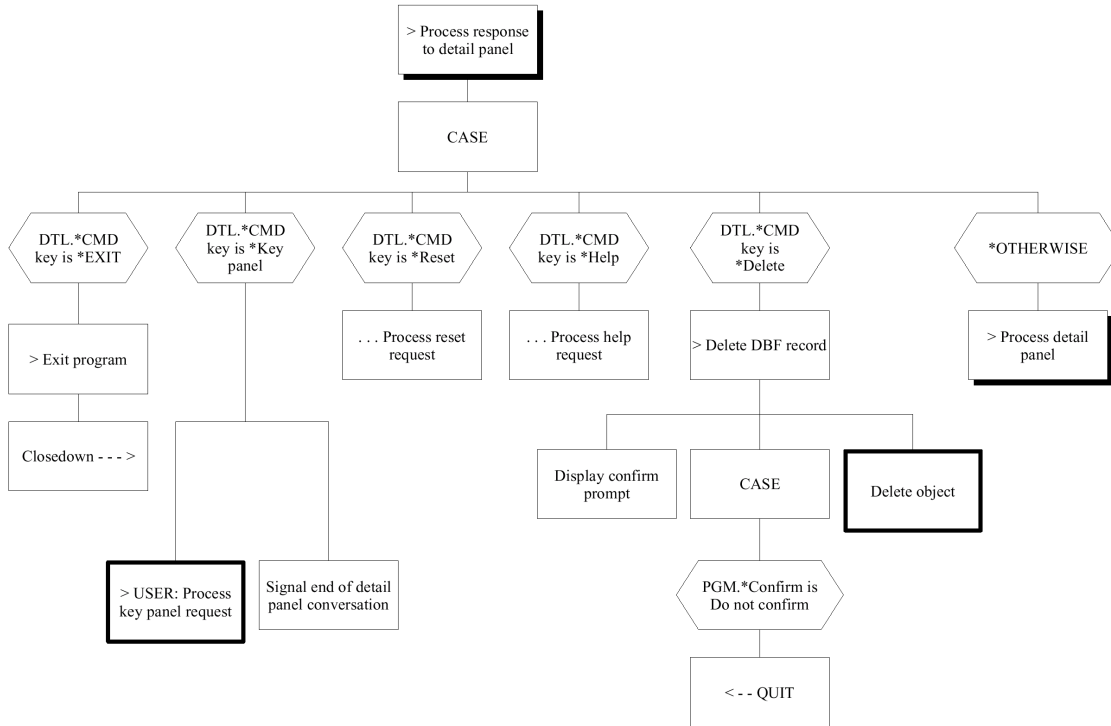 > Process response
to detail panel
CASE
DTL.*CMD
key is *EXIT
DTL.*CMD
key is *Key
panel
DTL.*CMD
key is *Reset
DTL.*CMD
key is *Help
DTL.*CMD
key is
*Delete
*OTHERWISE
> Exit program
. . . Process reset
request
. . . Process help
request
> Delete DBF record
> Process detail
panel
Closedown - - - >
Display confirm
prompt
CASE
Delete object
> USER: Process
key panel request
Signal end of detail
panel conversation
PGM.*Confirm is
Do not confirm
< - - QUIT